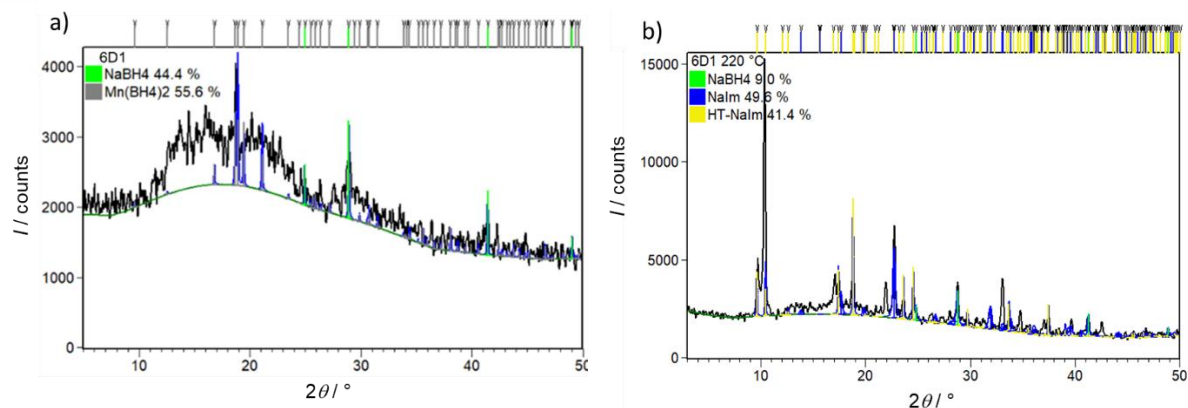 a)
6D1
NaBH4 44.4 %
Mn(BH4)2 55.6 %
I / counts
4000
3000
2000
1000
0
10
20
30
40
50
2θ / °
b)
6D1 220 °C
NaBH4 9.0 %
NaIm 49.6 %
HT-NaIm 41.4 %
I / counts
15000
10000
5000
0
10
20
30
40
50
2θ / °